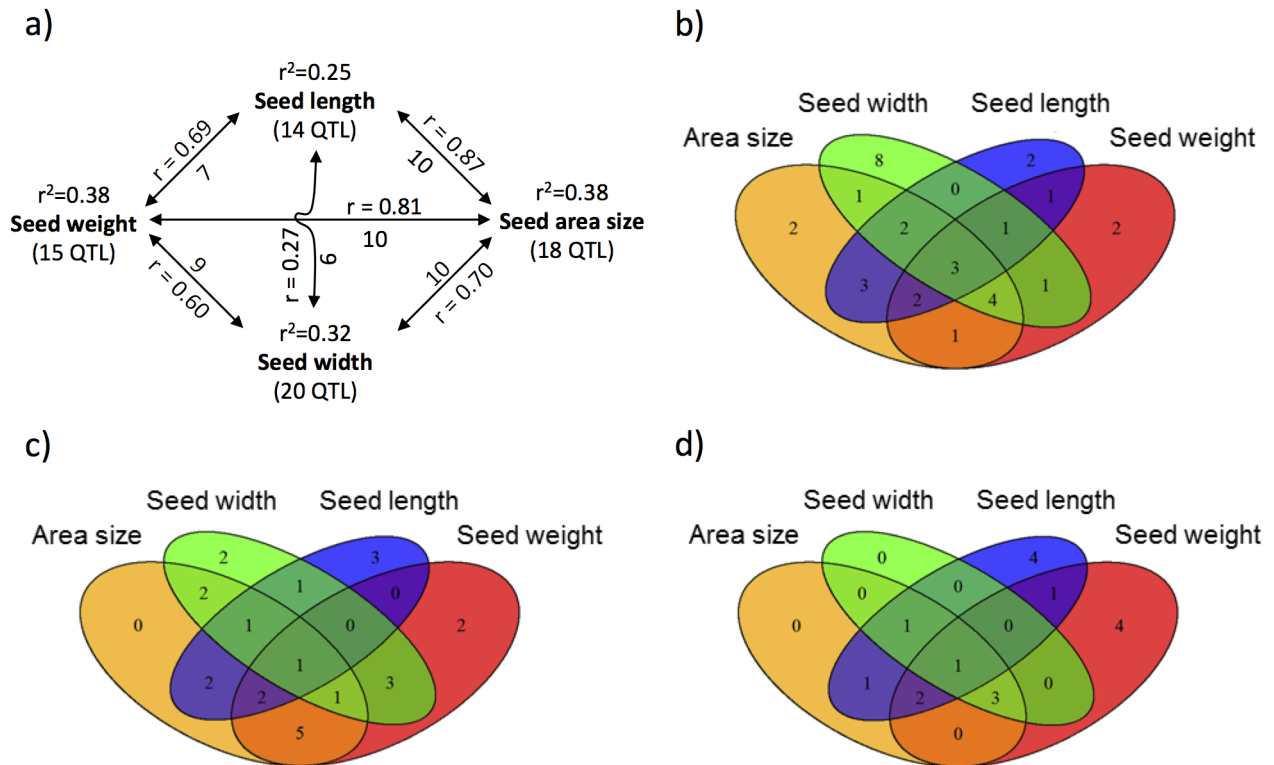 a)
r²=0.25
Seed length
(14 QTL)
r = 0.69
7
r = 0.87
10
r²=0.38
Seed weight
(15 QTL)
r = 0.81
10
r²=0.38
Seed area size
(18 QTL)
r = 0.27
6
9
r = 0.60
10
r = 0.70
r²=0.32
Seed width
(20 QTL)
b)
Seed width Seed length
Area size Seed weight
8 2
1 0 1
2 2 1 2
3
3 2 4 1
1
c)
Seed width Seed length
Area size Seed weight
2 3
2 1 0
0 1 0 2
1
2 2 1 3
5
d)
Seed width Seed length
Area size Seed weight
0 4
0 0 1
0 1 0 4
1
1 2 3 0
0